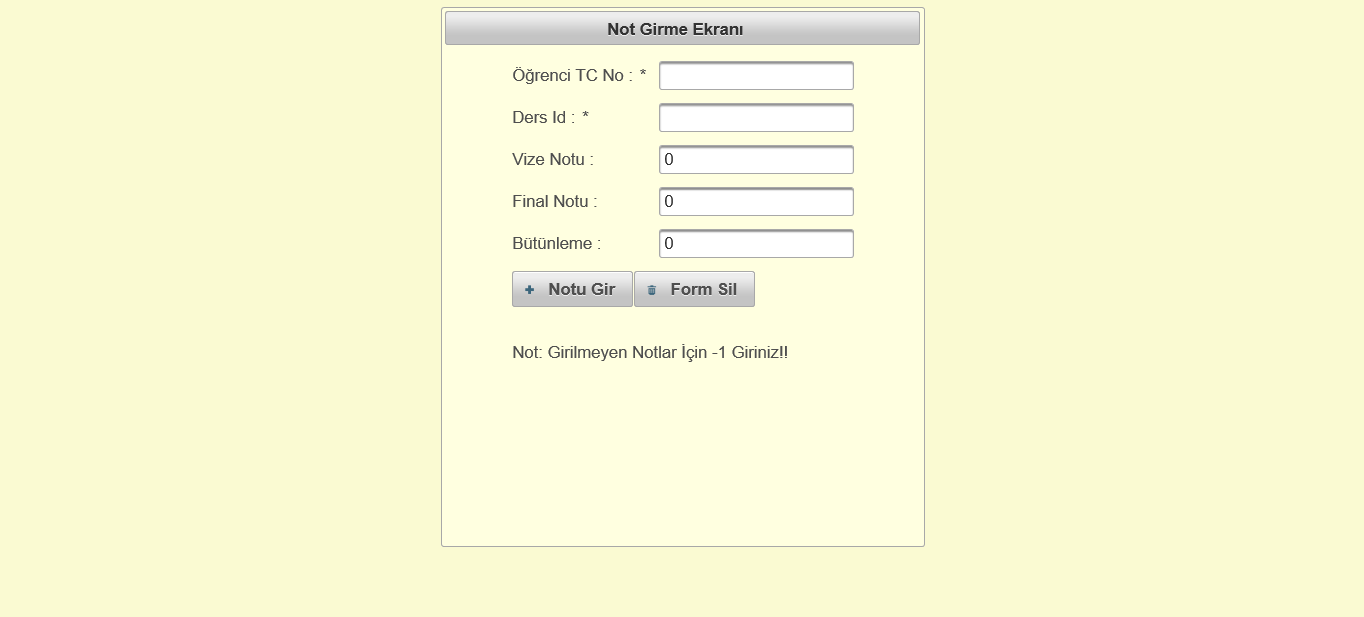 Not Girme Ekranı
Öğrenci TC No : *
Ders Id : *
Vize Notu : 0
Final Notu : 0
Bütünleme : 0
Notu Gir Form Sil
Not: Girilmeyen Notlar İçin -1 Giriniz!!